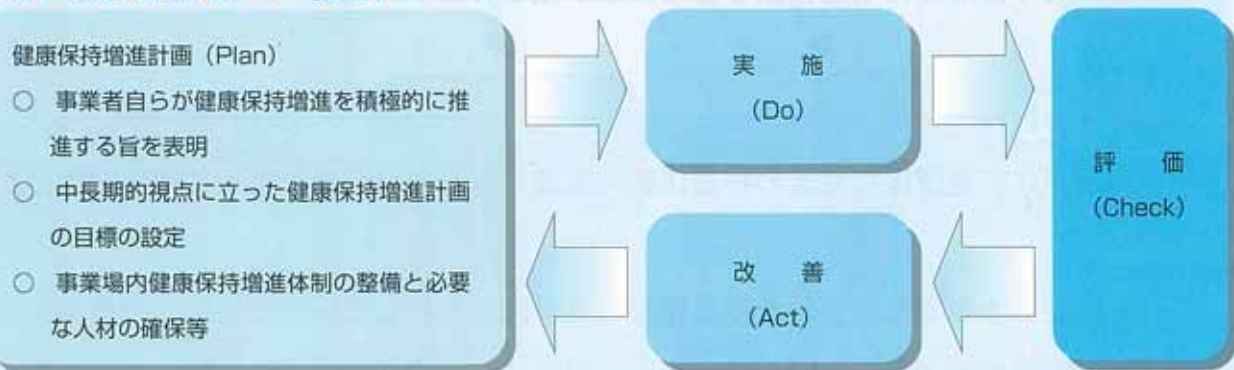 健康保持増進計画（Plan）
○ 事業者自らが健康保持増進を積極的に推
進する旨を表明
○ 中長期的視点に立った健康保持増進計画
の目標の設定
○ 事業場内健康保持増進体制の整備と必要
な人材の確保等
実 施
（Do）
評 価
（Check）
改 善
（Act）